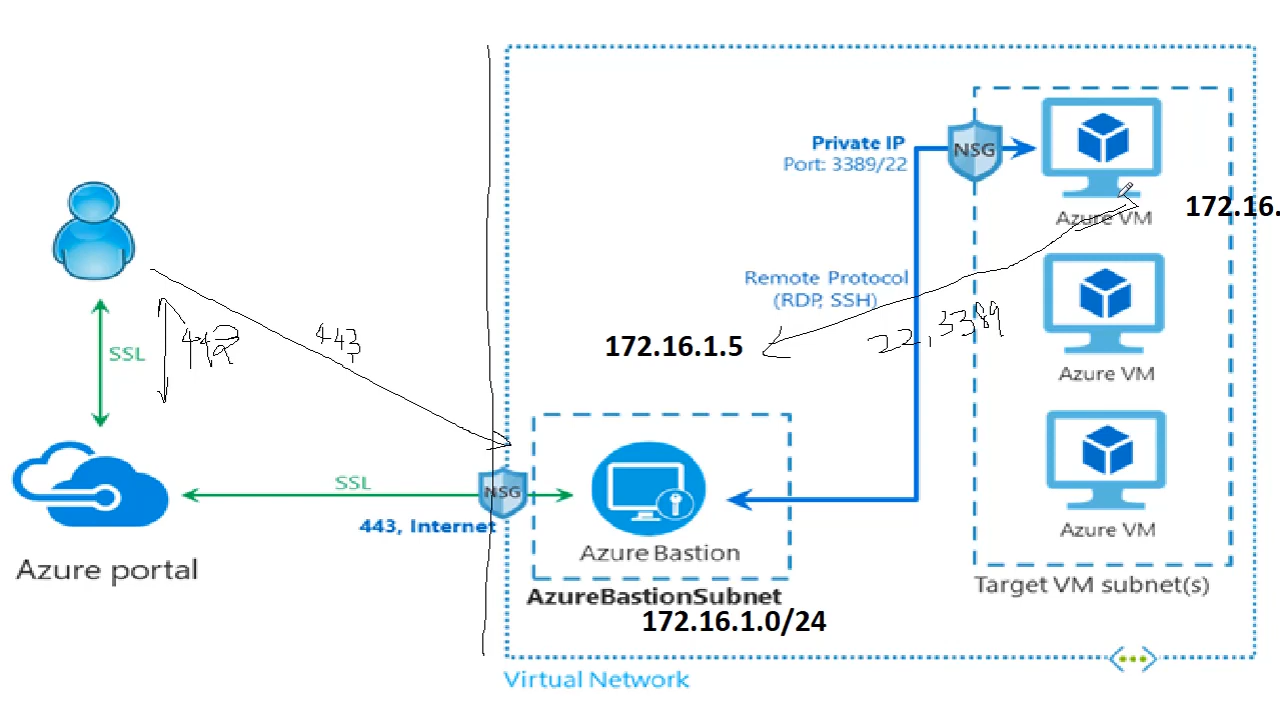 NSG
Private IP
Port: 3389/22
Azure VM
172.16.
Remote Protocol
(RDP, SSH)
22,3389
172.16.1.5
443
SSL
Azure VM
SSL
NSG
443, Internet
Azure portal
Azure Bastion
AzureBastionSubnet
172.16.1.0/24
Azure VM
Target VM subnet(s)
Virtual Network